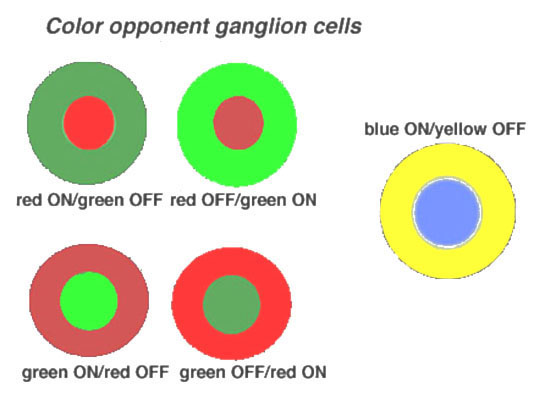 Color opponent ganglion cells
blue ON/yellow OFF
red ON/green OFF
red OFF/green ON
green ON/red OFF
green OFF/red ON